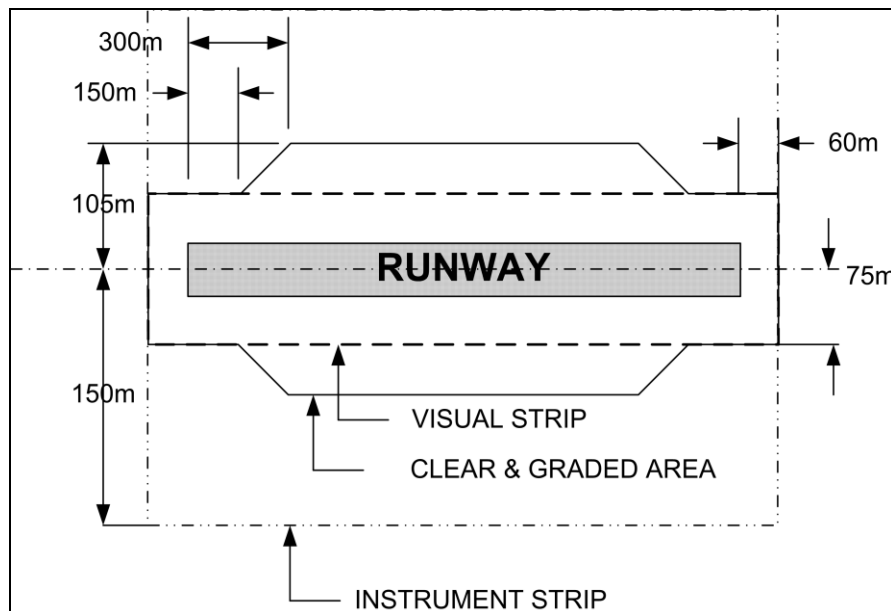 300m
150m
60m
105m
RUNWAY
75m
150m
VISUAL STRIP
CLEAR & GRADED AREA
INSTRUMENT STRIP